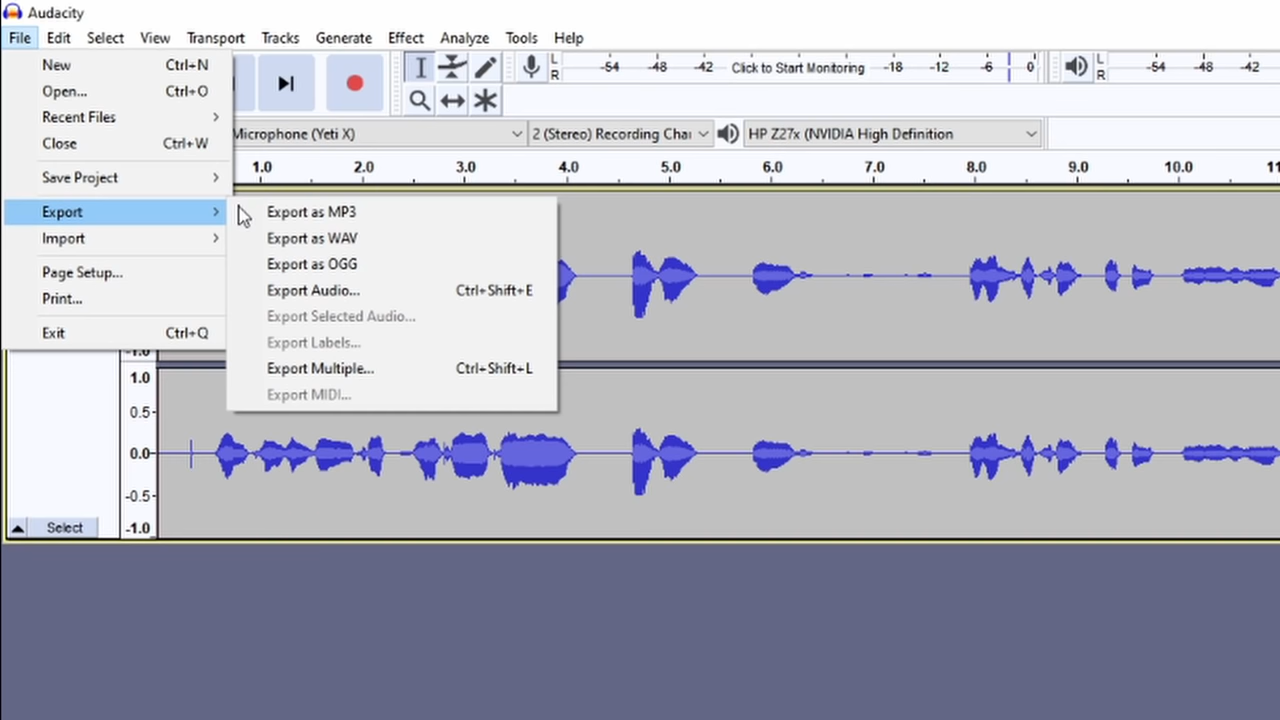 Audacity
File Edit Select View Transport Tracks Generate Effect Analyze Tools Help
New Ctrl+N
Open... Ctrl+O
Recent Files
Close Ctrl+W
Save Project
Export
Import
Page Setup...
Print...
Exit Ctrl+Q
Export as MP3
Export as WAV
Export as OGG
Export Audio... Ctrl+Shift+E
Export Selected Audio...
Export Labels...
Export Multiple... Ctrl+Shift+L
Export MIDI...
L
R
-54 -48 -42 Click to Start Monitoring -18 -12 -6 0
L
R
-54 -48 -42
Microphone (Yeti X) 2 (Stereo) Recording Chai HP Z27x (NVIDIA High Definition
1.0 2.0 3.0 4.0 5.0 6.0 7.0 8.0 9.0 10.0 11
-1.0
1.0
0.5-
0.0-
-0.5-
-1.0
Select